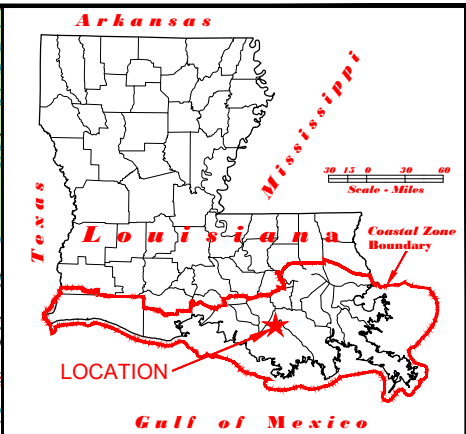 Arkansas
Mississippi
Texas
30 15 0 30 60
Scale - Miles
Louisiana
Coastal Zone
Boundary
LOCATION
Gulf of Mexico